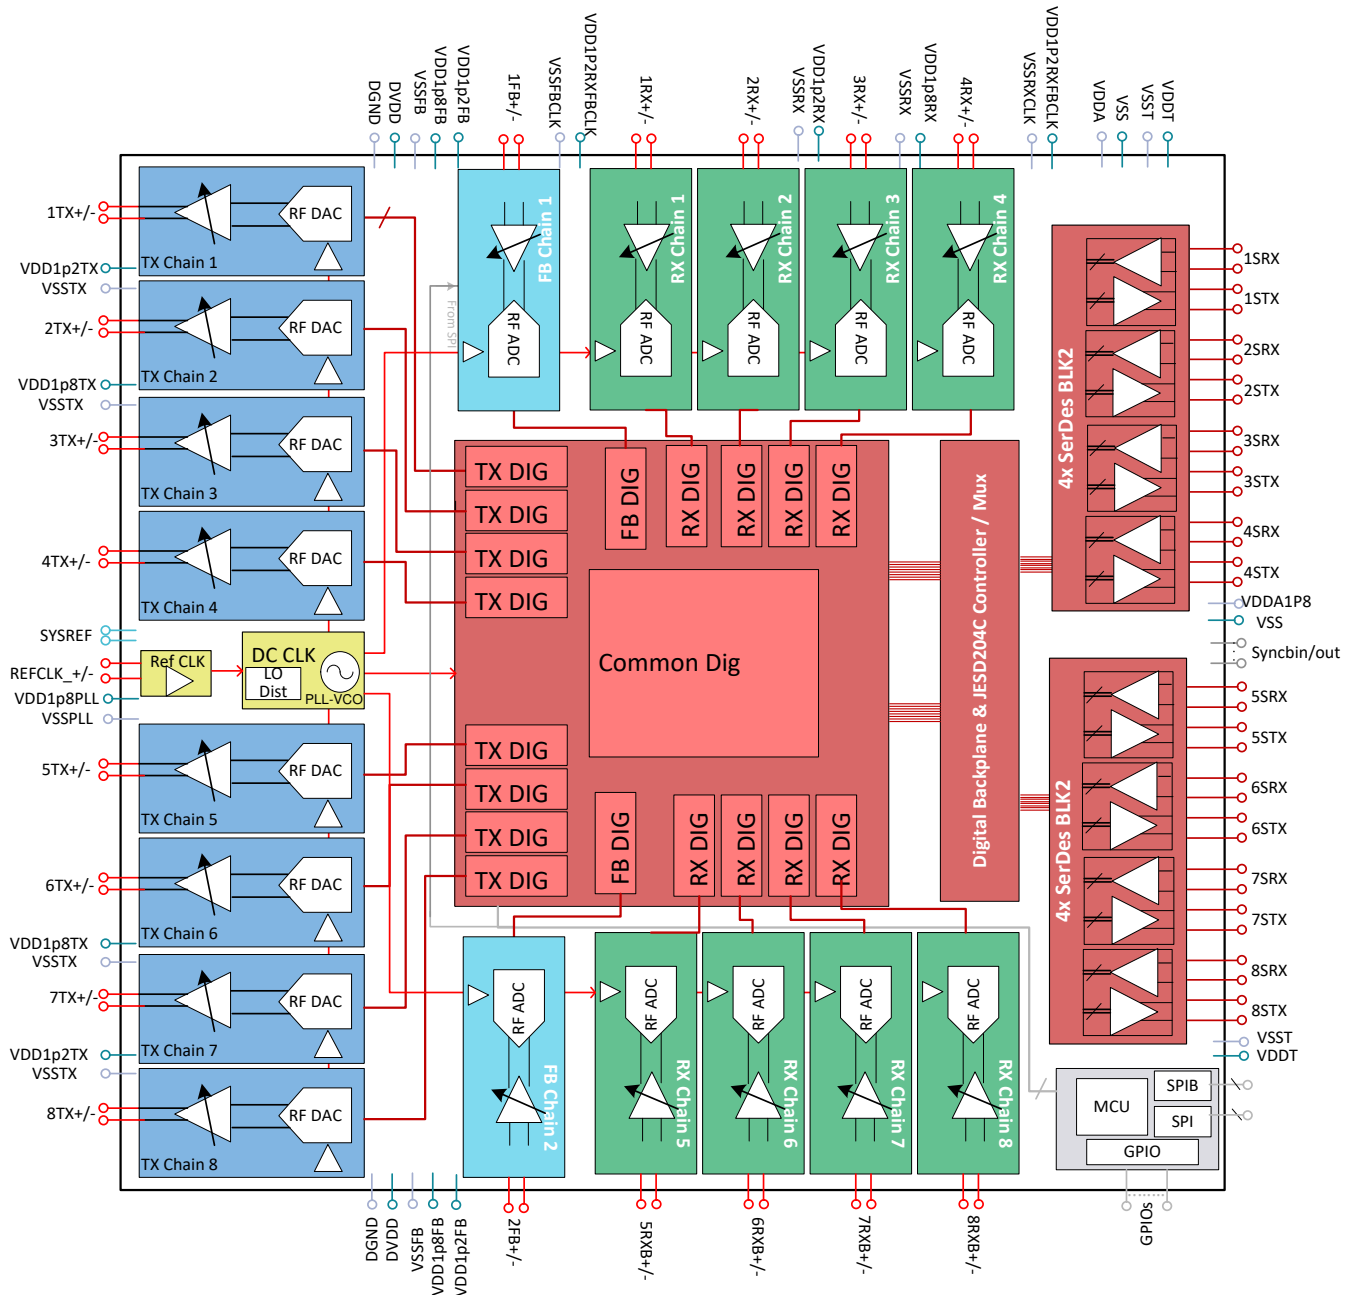 DGND
DVDD
VSSFB
VDD1p8FB
VDD1p2FB
1FB+/-
VSSFBCLK
VDD1P2RXFBCLK
1RX+/-
2RX+/-
VSSRX
VDD1p2RX
3RX+/-
VSSRX
VDD1p8RX
4RX+/-
VSSRXCLK
VDD1P2RXFBCLK
VDDA
VSS
VSST
VDDT
1TX+/-
VDD1p2TX
VSSTX
2TX+/-
VDD1p8TX
VSSTX
3TX+/-
4TX+/-
SYSREF
REFCLK_+/-
VDD1p8PLL
VSSPLL
5TX+/-
6TX+/-
VDD1p8TX
VSSTX
7TX+/-
VDD1p2TX
VSSTX
8TX+/-
RF DAC
TX Chain 1
RF DAC
TX Chain 2
RF DAC
TX Chain 3
RF DAC
TX Chain 4
Ref CLK
DC CLK
LO
Dist
PLL-VCO
RF DAC
TX Chain 5
RF DAC
TX Chain 6
RF DAC
TX Chain 7
RF DAC
TX Chain 8
From SPI
FB Chain 1
RF ADC
RX Chain 1
RF ADC
RX Chain 2
RF ADC
RX Chain 3
RF ADC
RX Chain 4
RF ADC
TX DIG
TX DIG
TX DIG
TX DIG
FB DIG
RX DIG
RX DIG
RX DIG
RX DIG
Common Dig
TX DIG
TX DIG
TX DIG
TX DIG
FB DIG
RX DIG
RX DIG
RX DIG
RX DIG
Digital Backplane & JESD204C Controller / Mux
4x SerDes BLK2
4x SerDes BLK2
1SRX
1STX
2SRX
2STX
3SRX
3STX
4SRX
4STX
VDDA1P8
VSS
Syncbin/out
5SRX
5STX
6SRX
6STX
7SRX
7STX
8SRX
8STX
VSST
VDDT
RF ADC
FB Chain 2
RF ADC
RX Chain 5
RF ADC
RX Chain 6
RF ADC
RX Chain 7
RF ADC
RX Chain 8
MCU
SPIB
SPI
GPIO
DGND
DVDD
VSSFB
VDD1p8FB
VDD1p2FB
2FB+/-
5RXB+/-
6RXB+/-
7RXB+/-
8RXB+/-
GPIOs